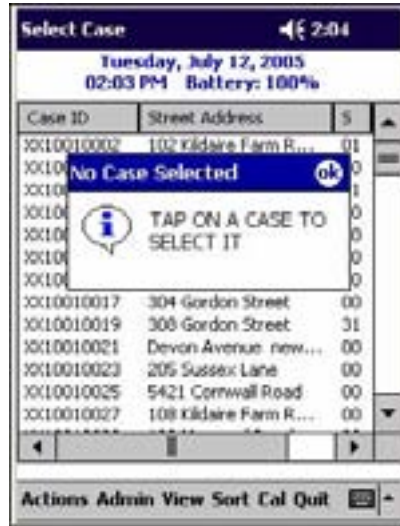 Select Case 2:04
Tuesday, July 12, 2005
02:03 PM Battery: 100%
Case ID Street Address S
XX10010002 102 Kildaire Farm R... 01
No Case Selected ok
TAP ON A CASE TO
SELECT IT
XX10010017 304 Gordon Street 00
XX10010019 308 Gordon Street 31
XX10010021 Devon Avenue new... 00
XX10010023 205 Sussex Lane 00
XX10010025 5421 Cornwall Road 00
XX10010027 108 Kildaire Farm R... 00
Actions Admin View Sort Cal Quit